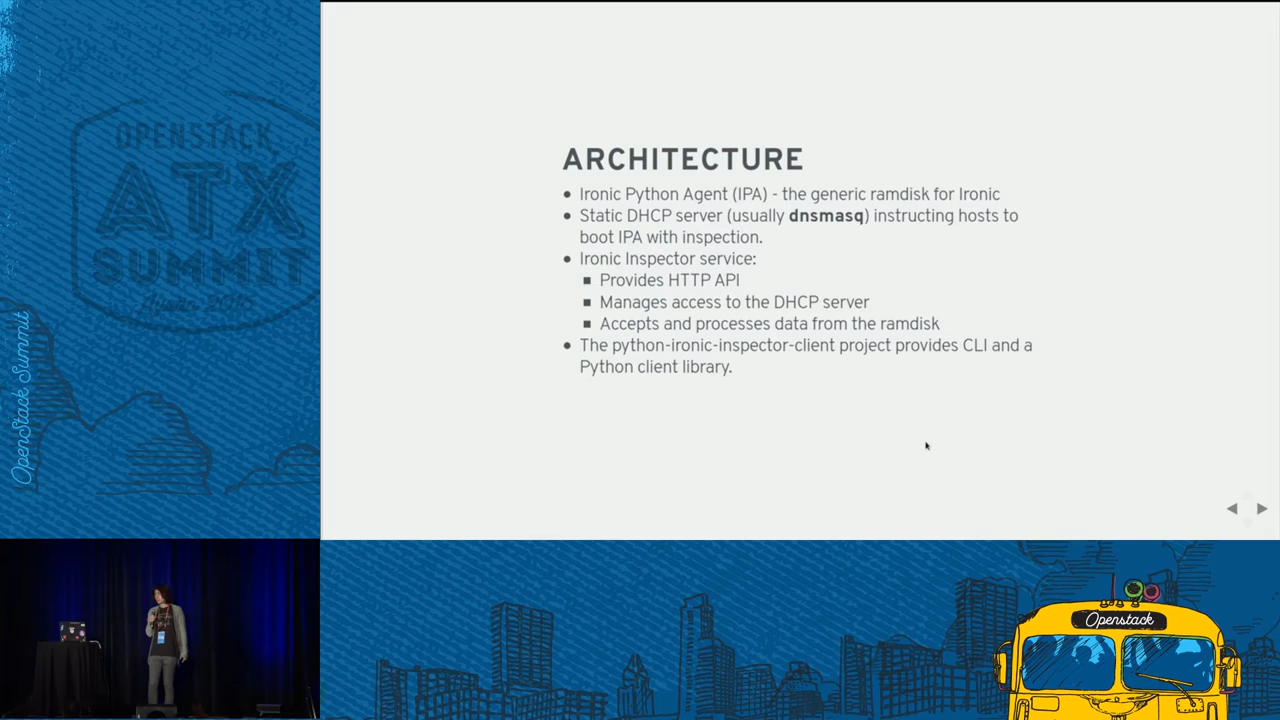 OPENSTACK
ATX
SUMMIT
Austin 2016
OpenStack Summit
ARCHITECTURE
• Ironic Python Agent (IPA) - the generic ramdisk for Ironic
• Static DHCP server (usually dnsmasq) instructing hosts to
boot IPA with inspection.
• Ironic Inspector service:
▪ Provides HTTP API
▪ Manages access to the DHCP server
▪ Accepts and processes data from the ramdisk
• The python-ironic-inspector-client project provides CLI and a
Python client library.
Openstack